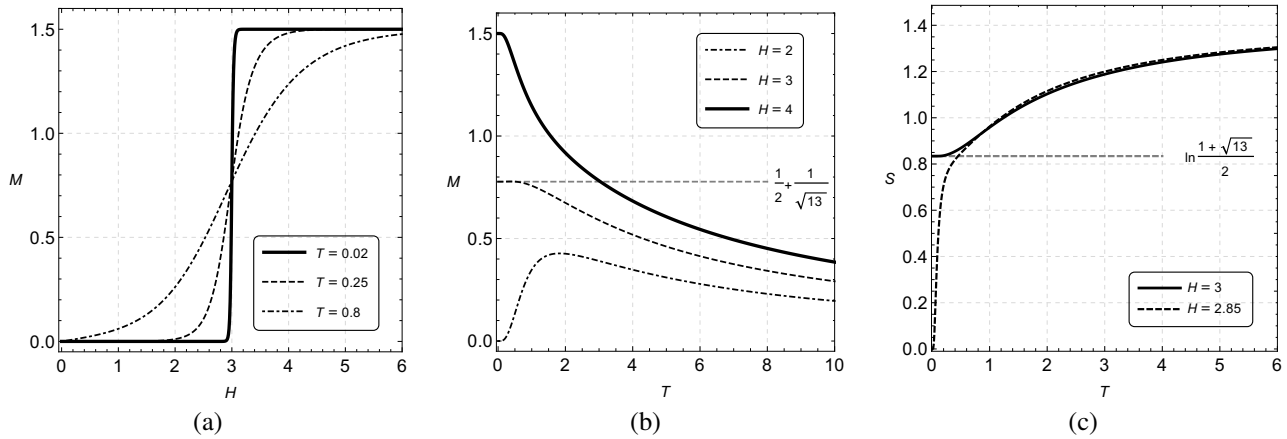 1.5
1.0
M
0.5
0.0
0 1 2 3 4 5 6
H
T = 0.02
T = 0.25
T = 0.8
(a)
1.5
1.0
M
0.5
0.0
0 2 4 6 8 10
T
H = 2
H = 3
H = 4
1/2 + 1/√13
(b)
1.4
1.2
1.0
0.8
S
0.6
0.4
0.2
0.0
0 1 2 3 4 5 6
T
ln (1 + √13)/2
H = 3
H = 2.85
(c)